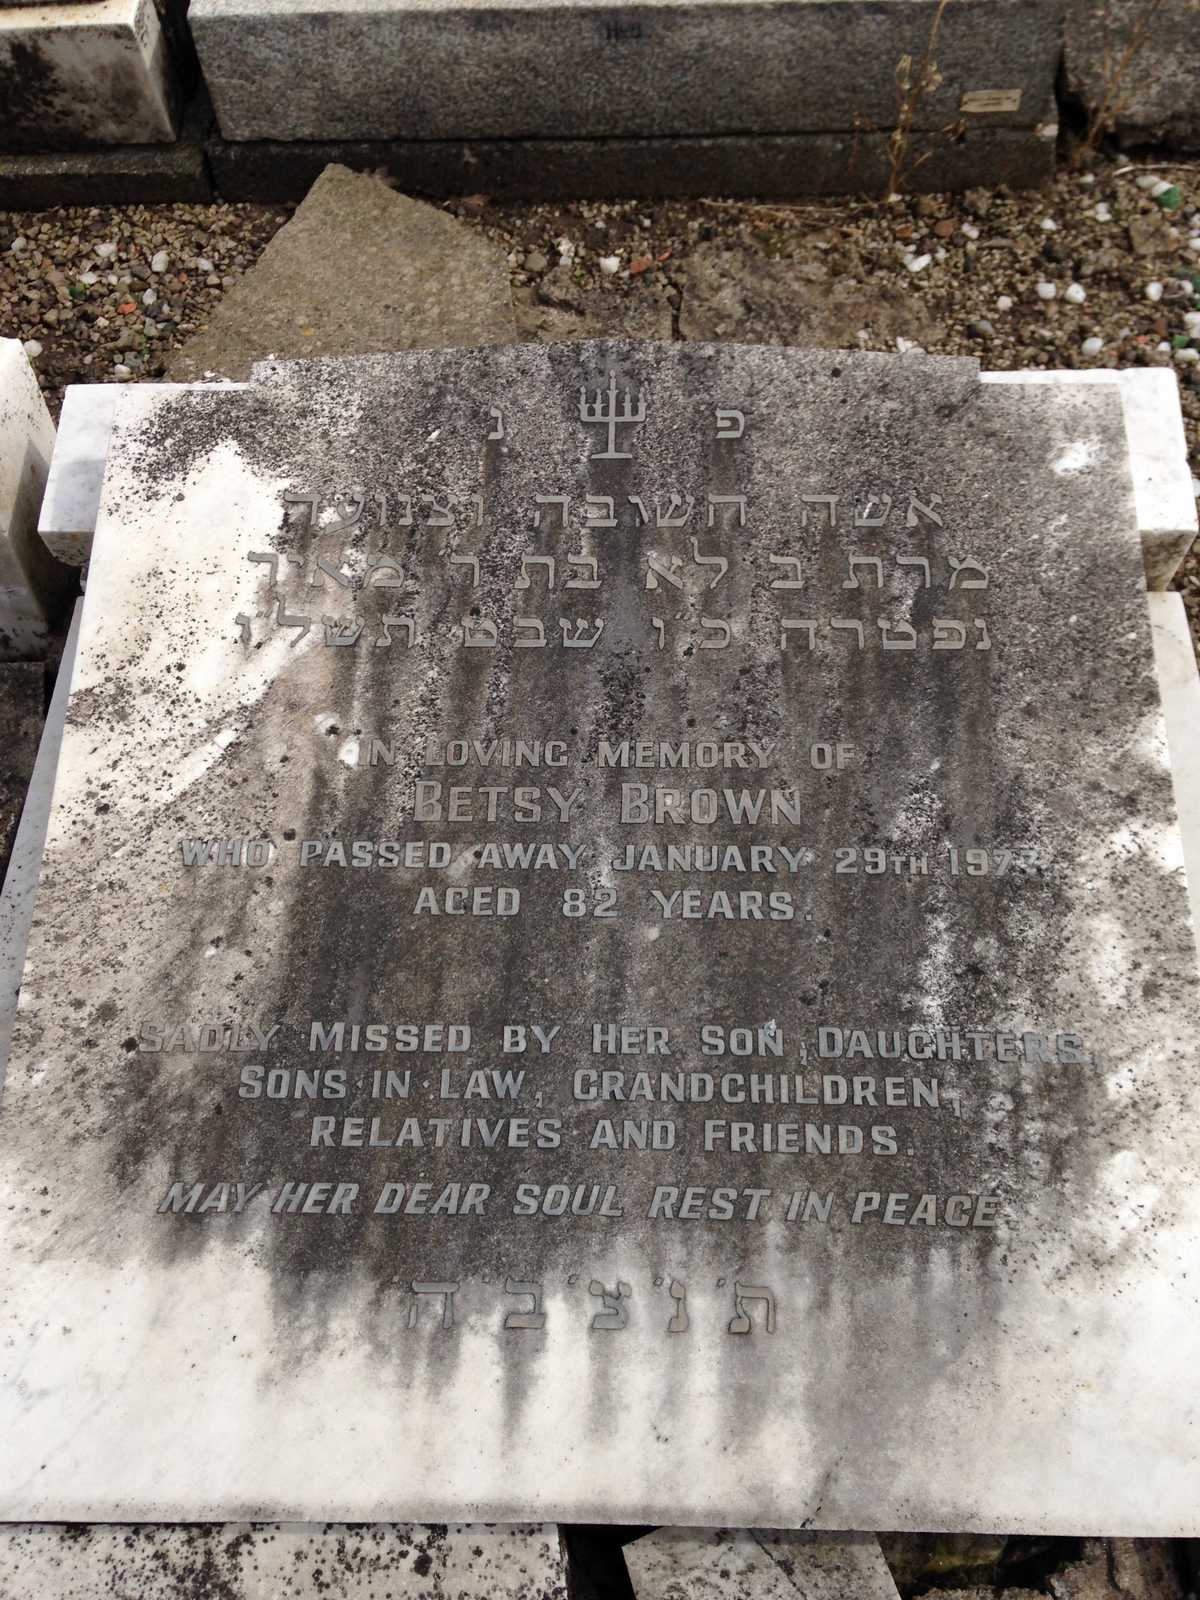 פ נ
אשה חשובה וצנועה
מרת ב לא בת ר' מאיר
נפטרה כ"ו שבט תשל'ג
IN LOVING MEMORY OF
BETSY BROWN
WHO PASSED AWAY JANUARY 29TH 1973
AGED 82 YEARS.
SADLY MISSED BY HER SON, DAUGHTERS,
SONS IN LAW, GRANDCHILDREN,
RELATIVES AND FRIENDS.
MAY HER DEAR SOUL REST IN PEACE.
ת'נ'צ'ב'ה'